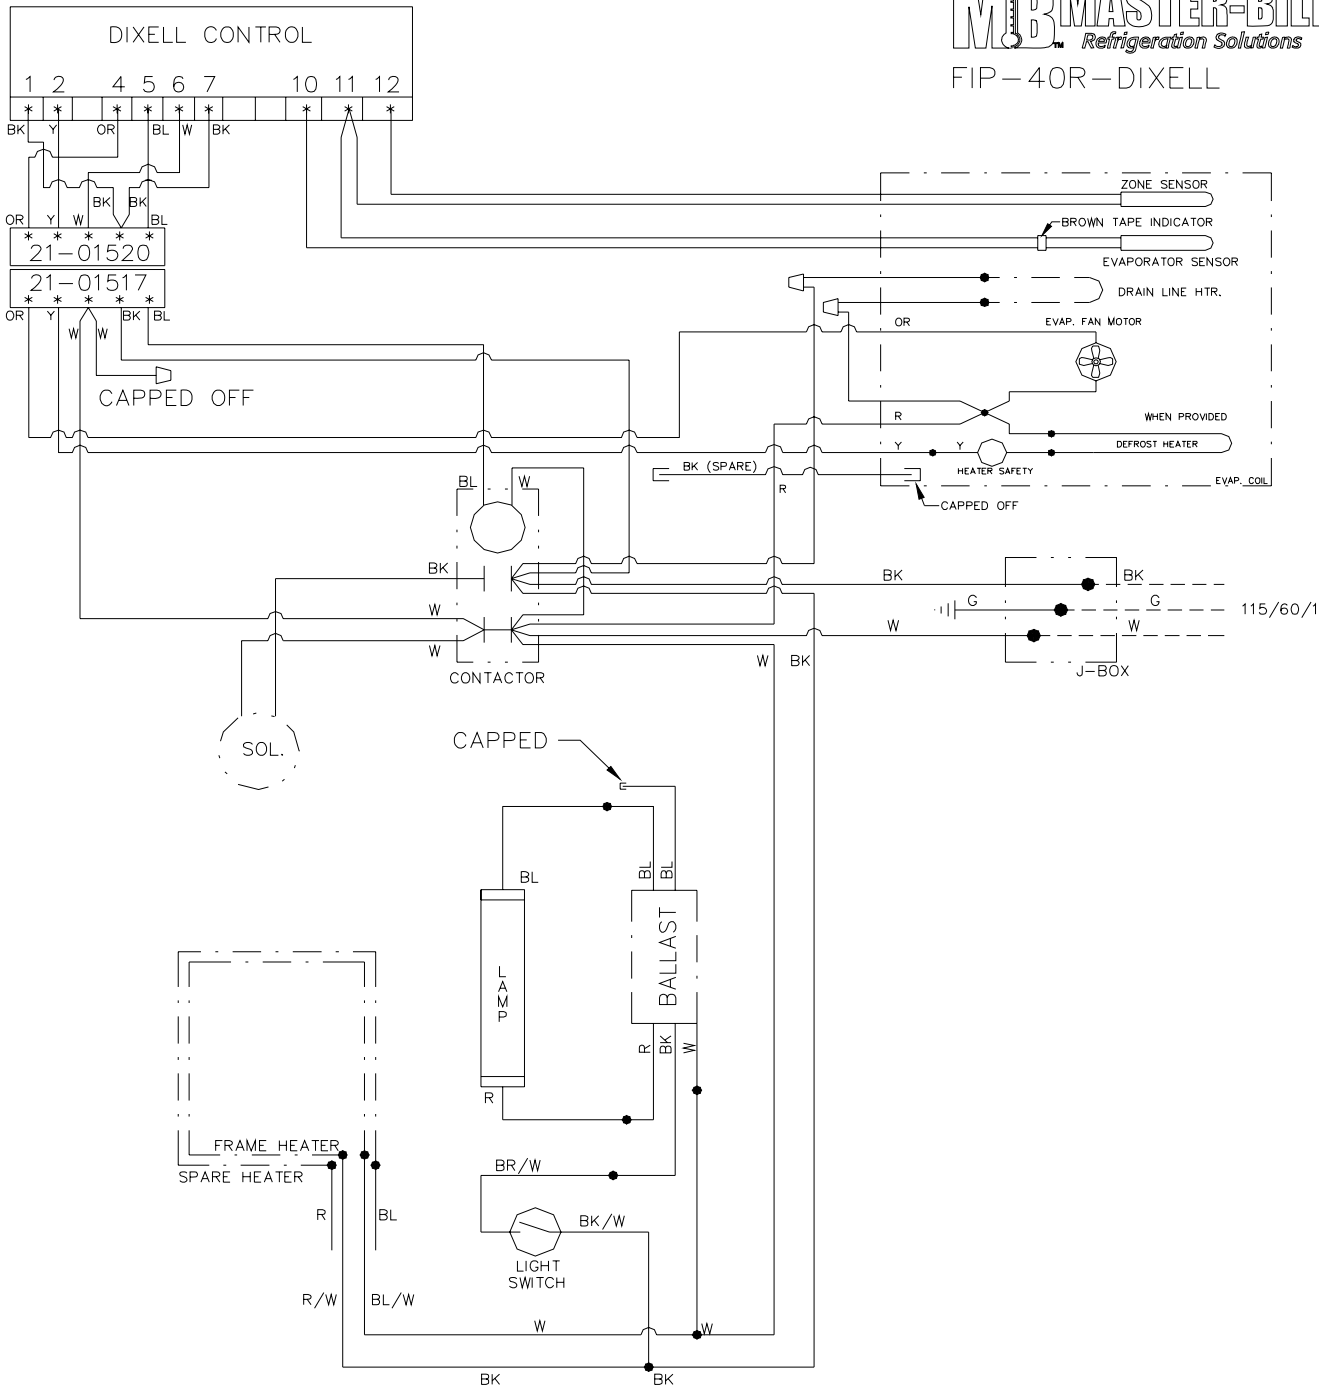 MB™ MASTER-BIL
Refrigeration Solutions
FIP-40R-DIXELL
DIXELL CONTROL
1 2 4 5 6 7 10 11 12
* * * * * * * * *
BK Y OR BL W BK
BK BK
OR Y W BL
* * * * *
21-01520
21-01517
* * * * *
OR Y BK BL
W W
CAPPED OFF
ZONE SENSOR
BROWN TAPE INDICATOR
EVAPORATOR SENSOR
DRAIN LINE HTR.
OR
EVAP. FAN MOTOR
R
WHEN PROVIDED
DEFROST HEATER
Y Y
HEATER SAFETY
BK (SPARE)
R
EVAP. COIL
CAPPED OFF
BL W
BK
W
W
CONTACTOR
BK BK
G G
W W
115/60/1
J-BOX
W BK
SOL.
CAPPED
BL
BL BL
LAMP
BALLAST
R BK W
R
FRAME HEATER
SPARE HEATER
R BL
BR/W
BK/W
LIGHT
SWITCH
R/W BL/W
W W
BK BK